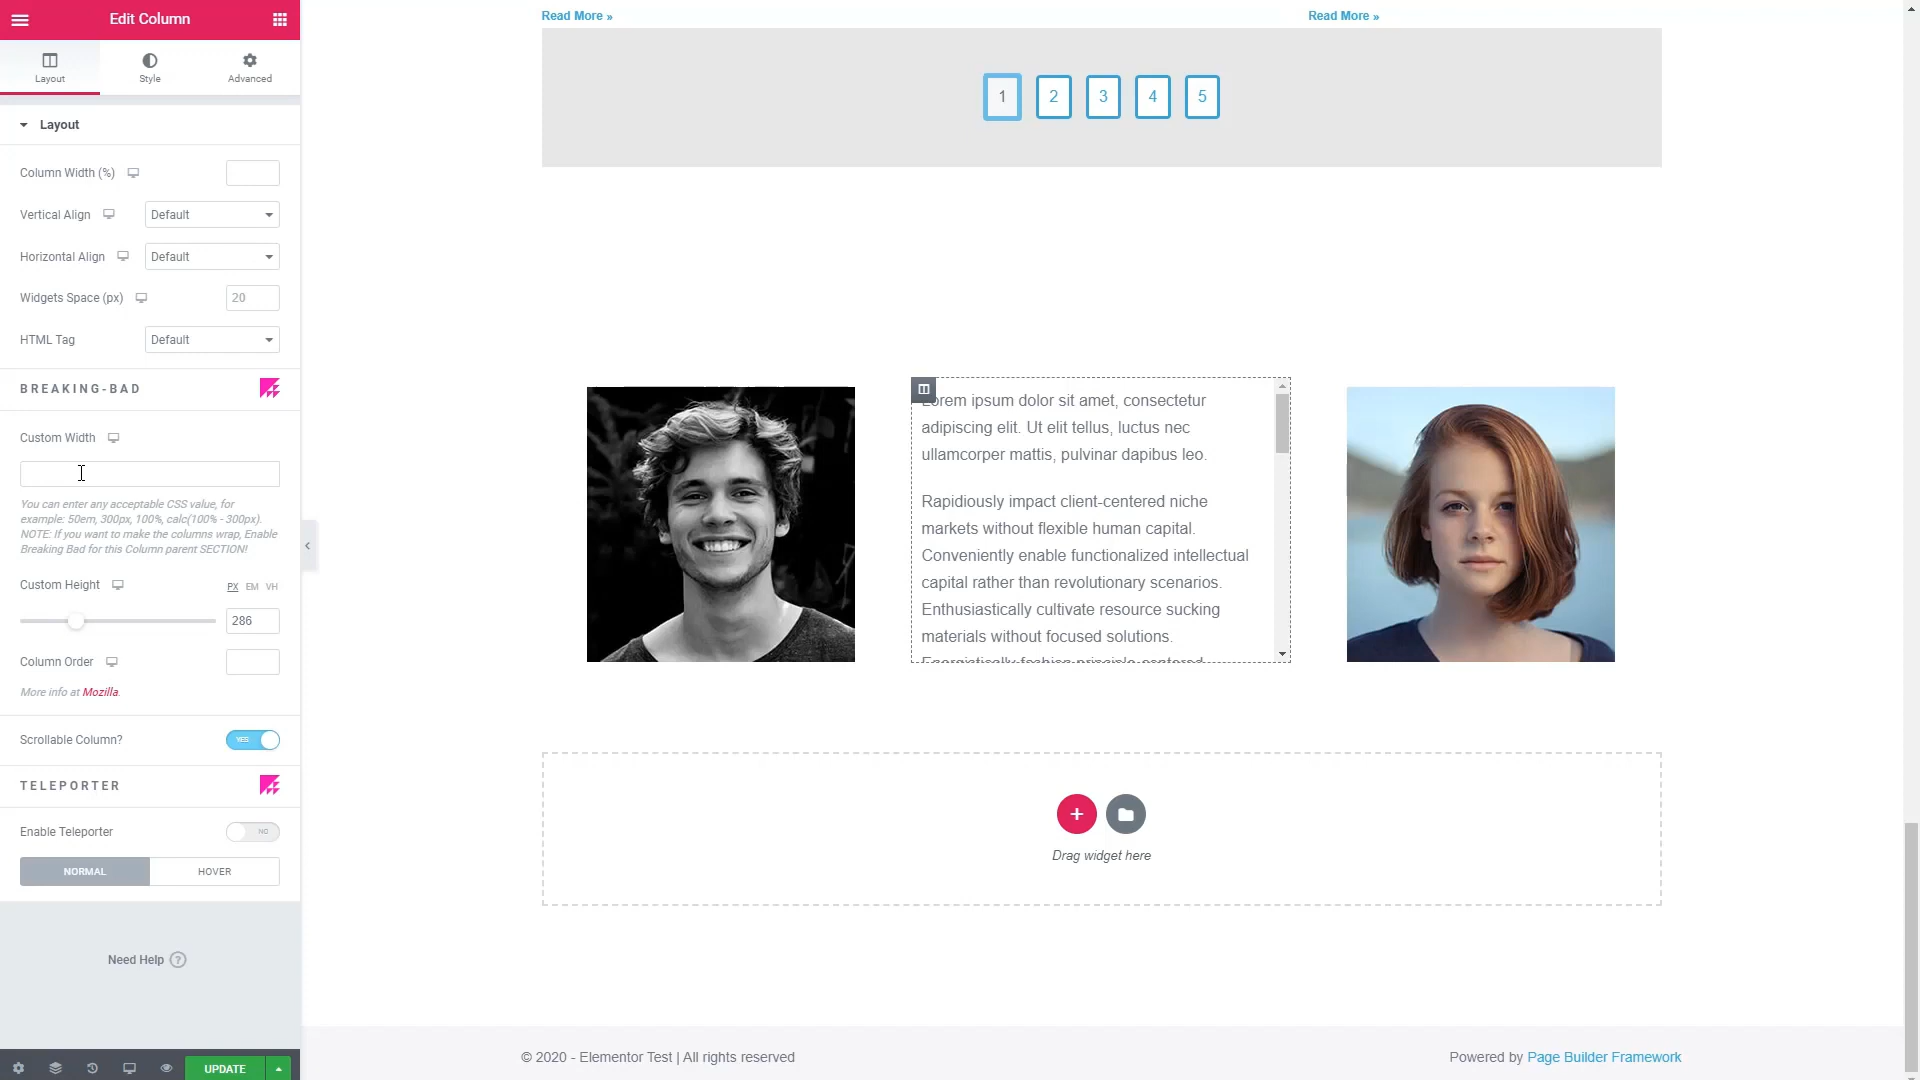 Edit Column
Layout
Style
Advanced
Layout
Column Width (%)
Vertical Align
Default
Horizontal Align
Default
Widgets Space (px)
20
HTML Tag
Default
BREAKING-BAD
Custom Width
You can enter any acceptable CSS value, for
example: 50em, 300px, 100%, calc(100% - 300px).
NOTE: If you want to make the columns wrap, Enable
Breaking Bad for this Column parent SECTION!
Custom Height
PX EM VH
286
Column Order
More info at Mozilla.
Scrollable Column?
YES
TELEPORTER
Enable Teleporter
NO
NORMAL
HOVER
Need Help ?
UPDATE
Read More »
Read More »
1 2 3 4 5
Lorem ipsum dolor sit amet, consectetur
adipiscing elit. Ut elit tellus, luctus nec
ullamcorper mattis, pulvinar dapibus leo.
Rapidiously impact client-centered niche
markets without flexible human capital.
Conveniently enable functionalized intellectual
capital rather than revolutionary scenarios.
Enthusiastically cultivate resource sucking
materials without focused solutions.
Energistically fashion principle-centered
Drag widget here
© 2020 - Elementor Test | All rights reserved
Powered by Page Builder Framework